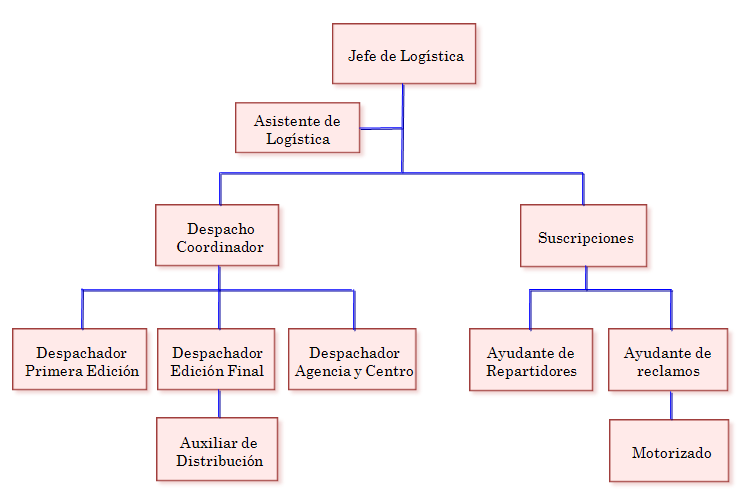 Jefe de Logística
Asistente de
Logística
Despacho
Coordinador
Suscripciones
Despachador
Primera Edición
Despachador
Edición Final
Despachador
Agencia y Centro
Ayudante de
Repartidores
Ayudante de
reclamos
Auxiliar de
Distribución
Motorizado